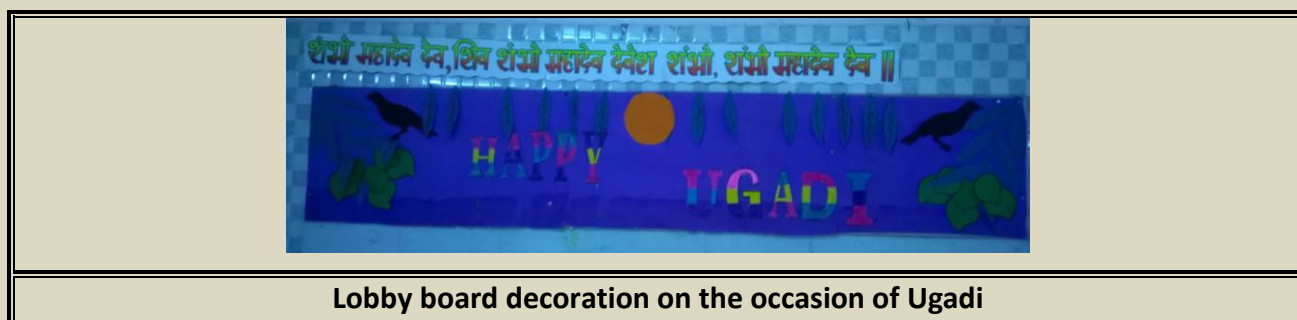 शंभो महादेव देव, शिव शंभो महादेव देवेश शंभो, शंभो महादेव देव ||
HAPPY
UGADI
Lobby board decoration on the occasion of Ugadi